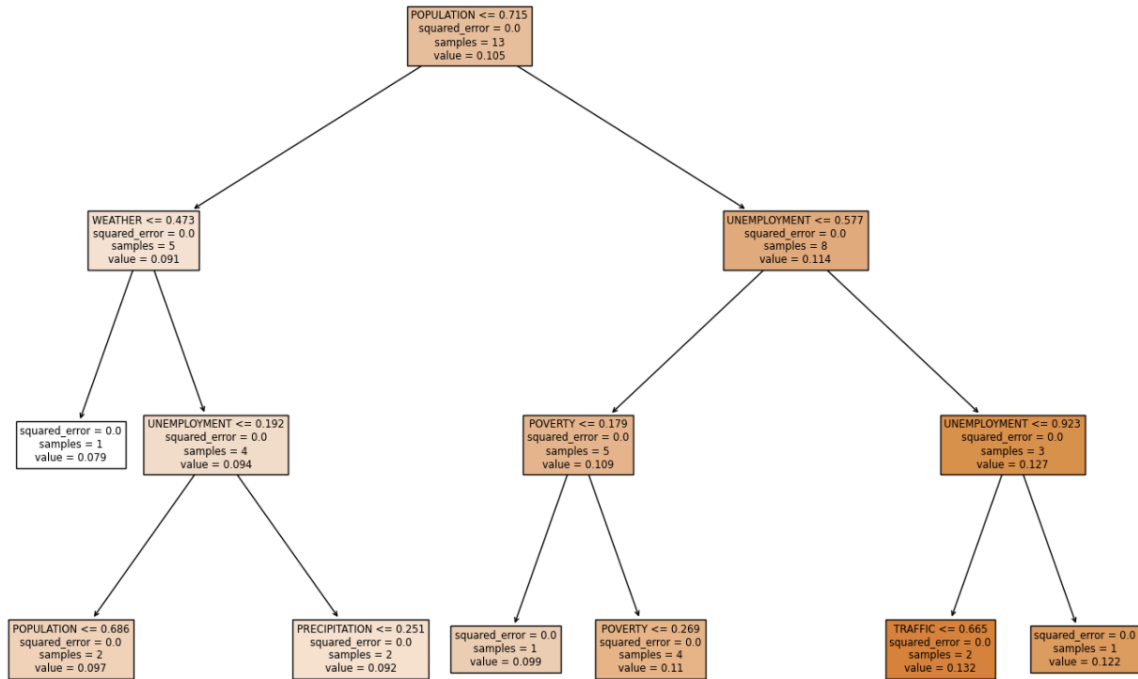 POPULATION <= 0.715
squared_error = 0.0
samples = 13
value = 0.105
WEATHER <= 0.473
squared_error = 0.0
samples = 5
value = 0.091
UNEMPLOYMENT <= 0.577
squared_error = 0.0
samples = 8
value = 0.114
squared_error = 0.0
samples = 1
value = 0.079
UNEMPLOYMENT <= 0.192
squared_error = 0.0
samples = 4
value = 0.094
POVERTY <= 0.179
squared_error = 0.0
samples = 5
value = 0.109
UNEMPLOYMENT <= 0.923
squared_error = 0.0
samples = 3
value = 0.127
POPULATION <= 0.686
squared_error = 0.0
samples = 2
value = 0.097
PRECIPITATION <= 0.251
squared_error = 0.0
samples = 2
value = 0.092
squared_error = 0.0
samples = 1
value = 0.099
POVERTY <= 0.269
squared_error = 0.0
samples = 4
value = 0.11
TRAFFIC <= 0.665
squared_error = 0.0
samples = 2
value = 0.132
squared_error = 0.0
samples = 1
value = 0.122